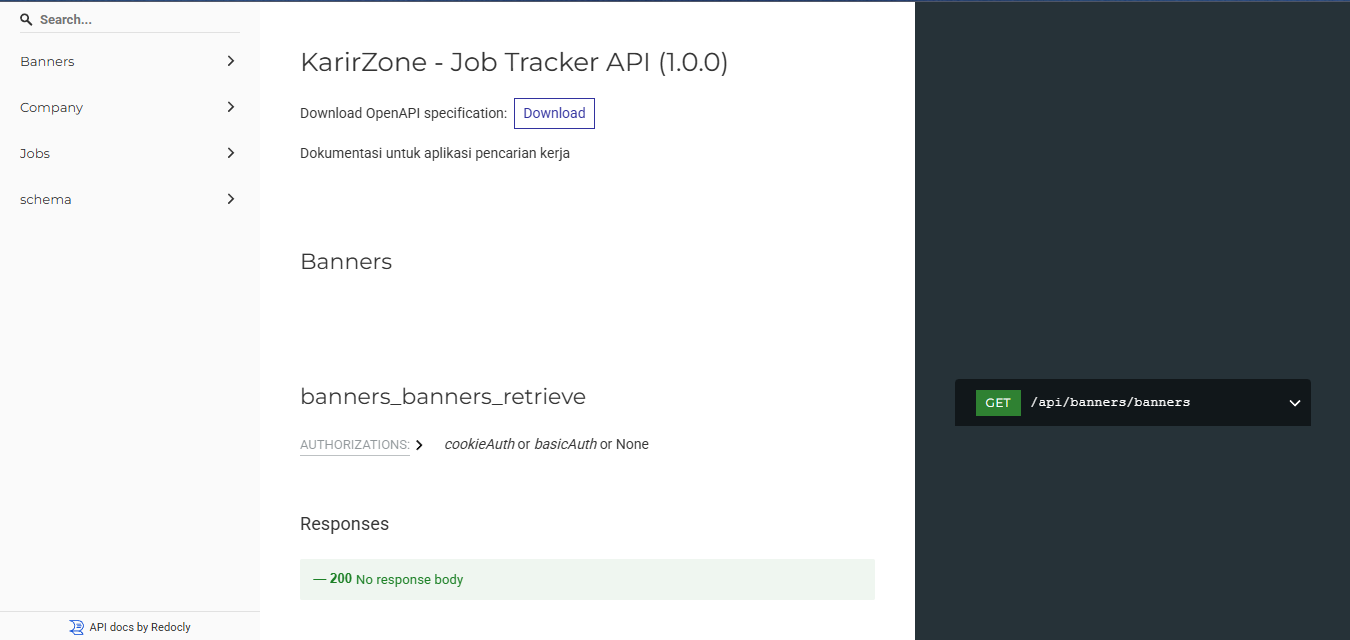 Search...
Banners
Company
Jobs
schema
API docs by Redocly
KarirZone - Job Tracker API (1.0.0)
Download OpenAPI specification: Download
Dokumentasi untuk aplikasi pencarian kerja
Banners
banners_banners_retrieve
AUTHORIZATIONS: cookieAuth or basicAuth or None
Responses
— 200 No response body
GET /api/banners/banners